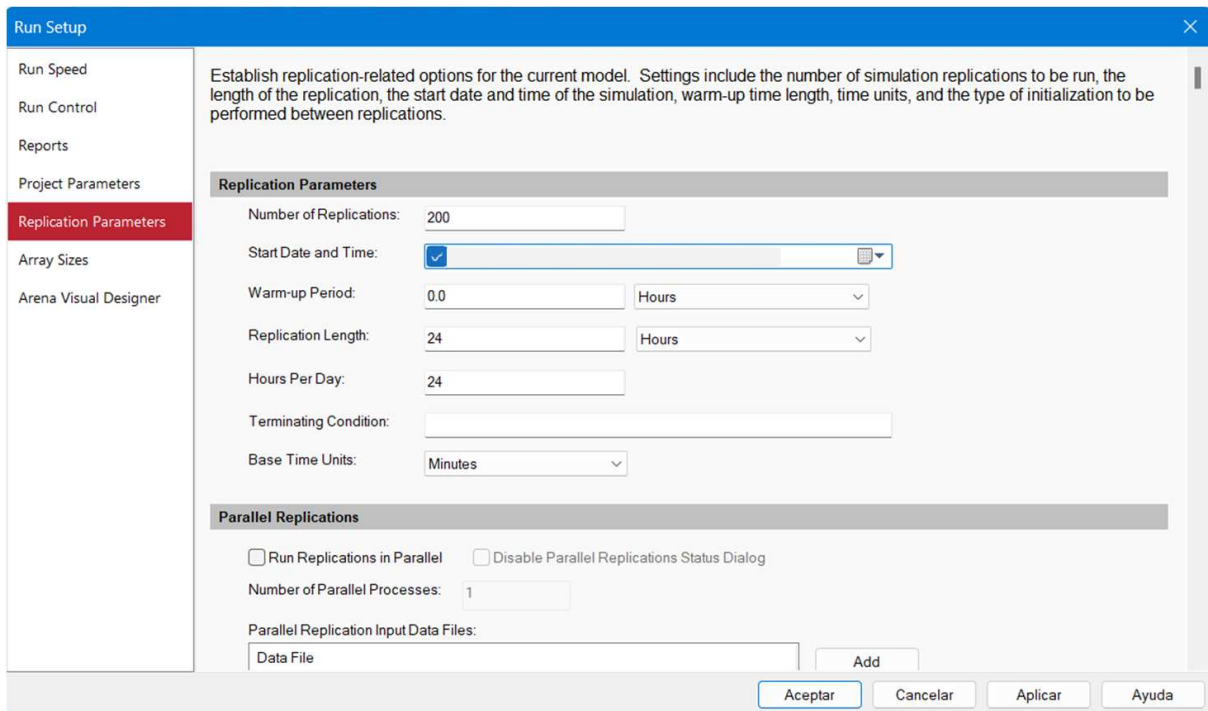 Run Setup
Run Speed
Run Control
Reports
Project Parameters
Replication Parameters
Array Sizes
Arena Visual Designer
Establish replication-related options for the current model. Settings include the number of simulation replications to be run, the
length of the replication, the start date and time of the simulation, warm-up time length, time units, and the type of initialization to be
performed between replications.
Replication Parameters
Number of Replications: 200
Start Date and Time:
Warm-up Period: 0.0 Hours
Replication Length: 24 Hours
Hours Per Day: 24
Terminating Condition:
Base Time Units: Minutes
Parallel Replications
Run Replications in Parallel Disable Parallel Replications Status Dialog
Number of Parallel Processes: 1
Parallel Replication Input Data Files:
Data File Add
Aceptar Cancelar Aplicar Ayuda